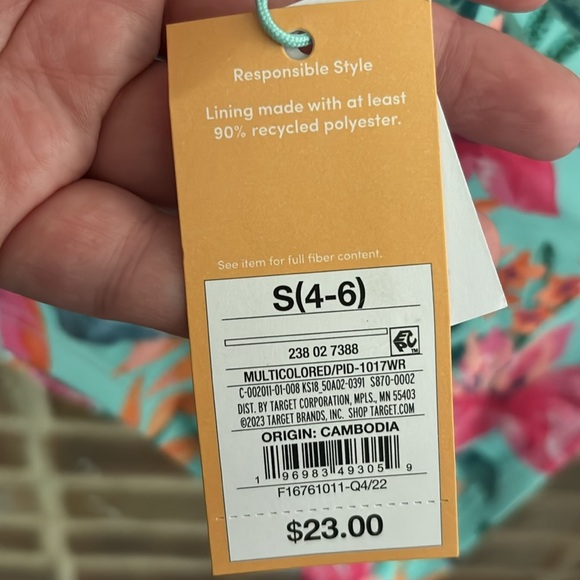 Responsible Style
Lining made with at least
90% recycled polyester.
See item for full fiber content.
S(4-6)
238 02 7388
TM
MULTICOLORED/PID-1017WR
C-002011-01-008 KS18_50A02-0391 S870-0002
DIST. BY TARGET CORPORATION, MPLS., MN 55403
©2023 TARGET BRANDS, INC. SHOP TARGET.COM
ORIGIN: CAMBODIA
1 96983 49305 9
F16761011-Q4/22
$23.00